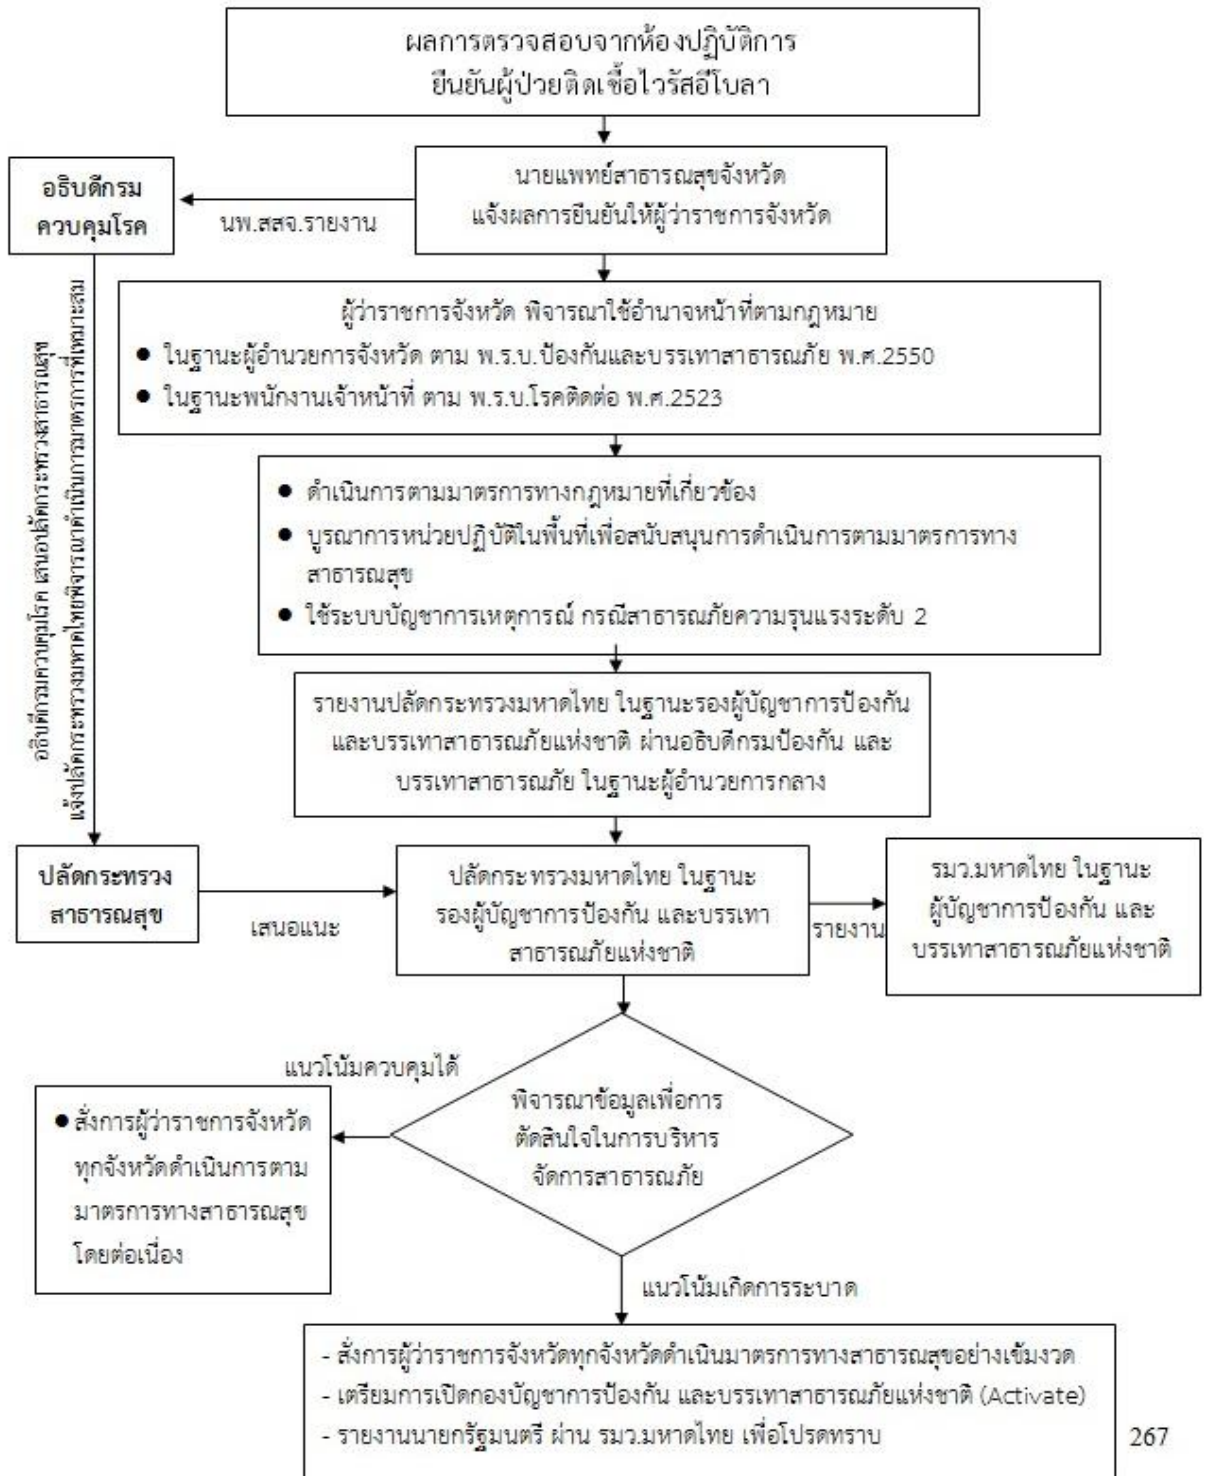 ผลการตรวจสอบจากห้องปฏิบัติการ
ยืนยันผู้ป่วยติดเชื้อไวรัสอีโบลา
อธิบดีกรม
ควบคุมโรค
นพ.สสจ.รายงาน
นายแพทย์สาธารณสุขจังหวัด
แจ้งผลการยืนยันให้ผู้ว่าราชการจังหวัด
ผู้ว่าราชการจังหวัด พิจารณาใช้อำนาจหน้าที่ตามกฎหมาย
● ในฐานะผู้อำนวยการจังหวัด ตาม พ.ร.บ.ป้องกันและบรรเทาสาธารณภัย พ.ศ.2550
● ในฐานะพนักงานเจ้าหน้าที่ ตาม พ.ร.บ.โรคติดต่อ พ.ศ.2523
อธิบดีกรมควบคุมโรค เสนอปลัดกระทรวงสาธารณสุข
แจ้งปลัดกระทรวงมหาดไทยพิจารณาดำเนินการมาตรการที่เหมาะสม
● ดำเนินการตามมาตรการทางกฎหมายที่เกี่ยวข้อง
● บูรณาการหน่วยปฏิบัติในพื้นที่เพื่อสนับสนุนการดำเนินการตามมาตรการทาง
สาธารณสุข
● ใช้ระบบบัญชาการเหตุการณ์ กรณีสาธารณภัยความรุนแรงระดับ 2
รายงานปลัดกระทรวงมหาดไทย ในฐานะรองผู้บัญชาการป้องกัน
และบรรเทาสาธารณภัยแห่งชาติ ผ่านอธิบดีกรมป้องกัน และ
บรรเทาสาธารณภัย ในฐานะผู้อำนวยการกลาง
ปลัดกระทรวง
สาธารณสุข
เสนอแนะ
ปลัดกระทรวงมหาดไทย ในฐานะ
รองผู้บัญชาการป้องกัน และบรรเทา
สาธารณภัยแห่งชาติ
รายงาน
รมว.มหาดไทย ในฐานะ
ผู้บัญชาการป้องกัน และ
บรรเทาสาธารณภัยแห่งชาติ
แนวโน้มควบคุมได้
พิจารณาข้อมูลเพื่อการ
ตัดสินใจในการบริหาร
จัดการสาธารณภัย
● สั่งการผู้ว่าราชการจังหวัด
ทุกจังหวัดดำเนินการตาม
มาตรการทางสาธารณสุข
โดยต่อเนื่อง
แนวโน้มเกิดการระบาด
- สั่งการผู้ว่าราชการจังหวัดทุกจังหวัดดำเนินมาตรการทางสาธารณสุขอย่างเข้มงวด
- เตรียมการเปิดกองบัญชาการป้องกัน และบรรเทาสาธารณภัยแห่งชาติ (Activate)
- รายงานนายกรัฐมนตรี ผ่าน รมว.มหาดไทย เพื่อโปรดทราบ
267